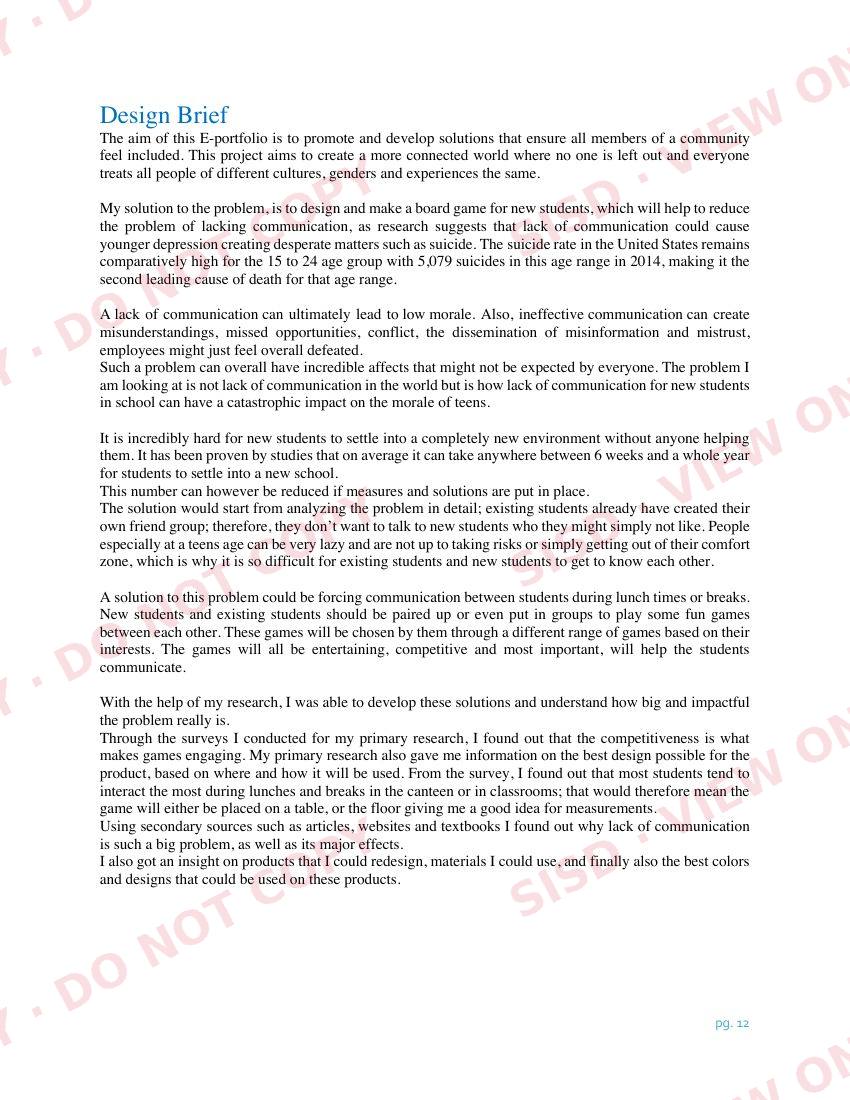 Design Brief
The aim of this E-portfolio is to promote and develop solutions that ensure all members of a community
feel included. This project aims to create a more connected world where no one is left out and everyone
treats all people of different cultures, genders and experiences the same.
My solution to the problem, is to design and make a board game for new students, which will help to reduce
the problem of lacking communication, as research suggests that lack of communication could cause
younger depression creating desperate matters such as suicide. The suicide rate in the United States remains
comparatively high for the 15 to 24 age group with 5,079 suicides in this age range in 2014, making it the
second leading cause of death for that age range.
A lack of communication can ultimately lead to low morale. Also, ineffective communication can create
misunderstandings, missed opportunities, conflict, the dissemination of misinformation and mistrust,
employees might just feel overall defeated.
Such a problem can overall have incredible affects that might not be expected by everyone. The problem I
am looking at is not lack of communication in the world but is how lack of communication for new students
in school can have a catastrophic impact on the morale of teens.
It is incredibly hard for new students to settle into a completely new environment without anyone helping
them. It has been proven by studies that on average it can take anywhere between 6 weeks and a whole year
for students to settle into a new school.
This number can however be reduced if measures and solutions are put in place.
The solution would start from analyzing the problem in detail; existing students already have created their
own friend group; therefore, they don’t want to talk to new students who they might simply not like. People
especially at a teens age can be very lazy and are not up to taking risks or simply getting out of their comfort
zone, which is why it is so difficult for existing students and new students to get to know each other.
A solution to this problem could be forcing communication between students during lunch times or breaks.
New students and existing students should be paired up or even put in groups to play some fun games
between each other. These games will be chosen by them through a different range of games based on their
interests. The games will all be entertaining, competitive and most important, will help the students
communicate.
With the help of my research, I was able to develop these solutions and understand how big and impactful
the problem really is.
Through the surveys I conducted for my primary research, I found out that the competitiveness is what
makes games engaging. My primary research also gave me information on the best design possible for the
product, based on where and how it will be used. From the survey, I found out that most students tend to
interact the most during lunches and breaks in the canteen or in classrooms; that would therefore mean the
game will either be placed on a table, or the floor giving me a good idea for measurements.
Using secondary sources such as articles, websites and textbooks I found out why lack of communication
is such a big problem, as well as its major effects.
I also got an insight on products that I could redesign, materials I could use, and finally also the best colors
and designs that could be used on these products.
pg. 12
Y · DO NOT COPY
SISD · VIEW ON
Y · DO NOT COPY
SISD · VIEW ON
Y · DO NOT COPY
SISD · VIEW ON